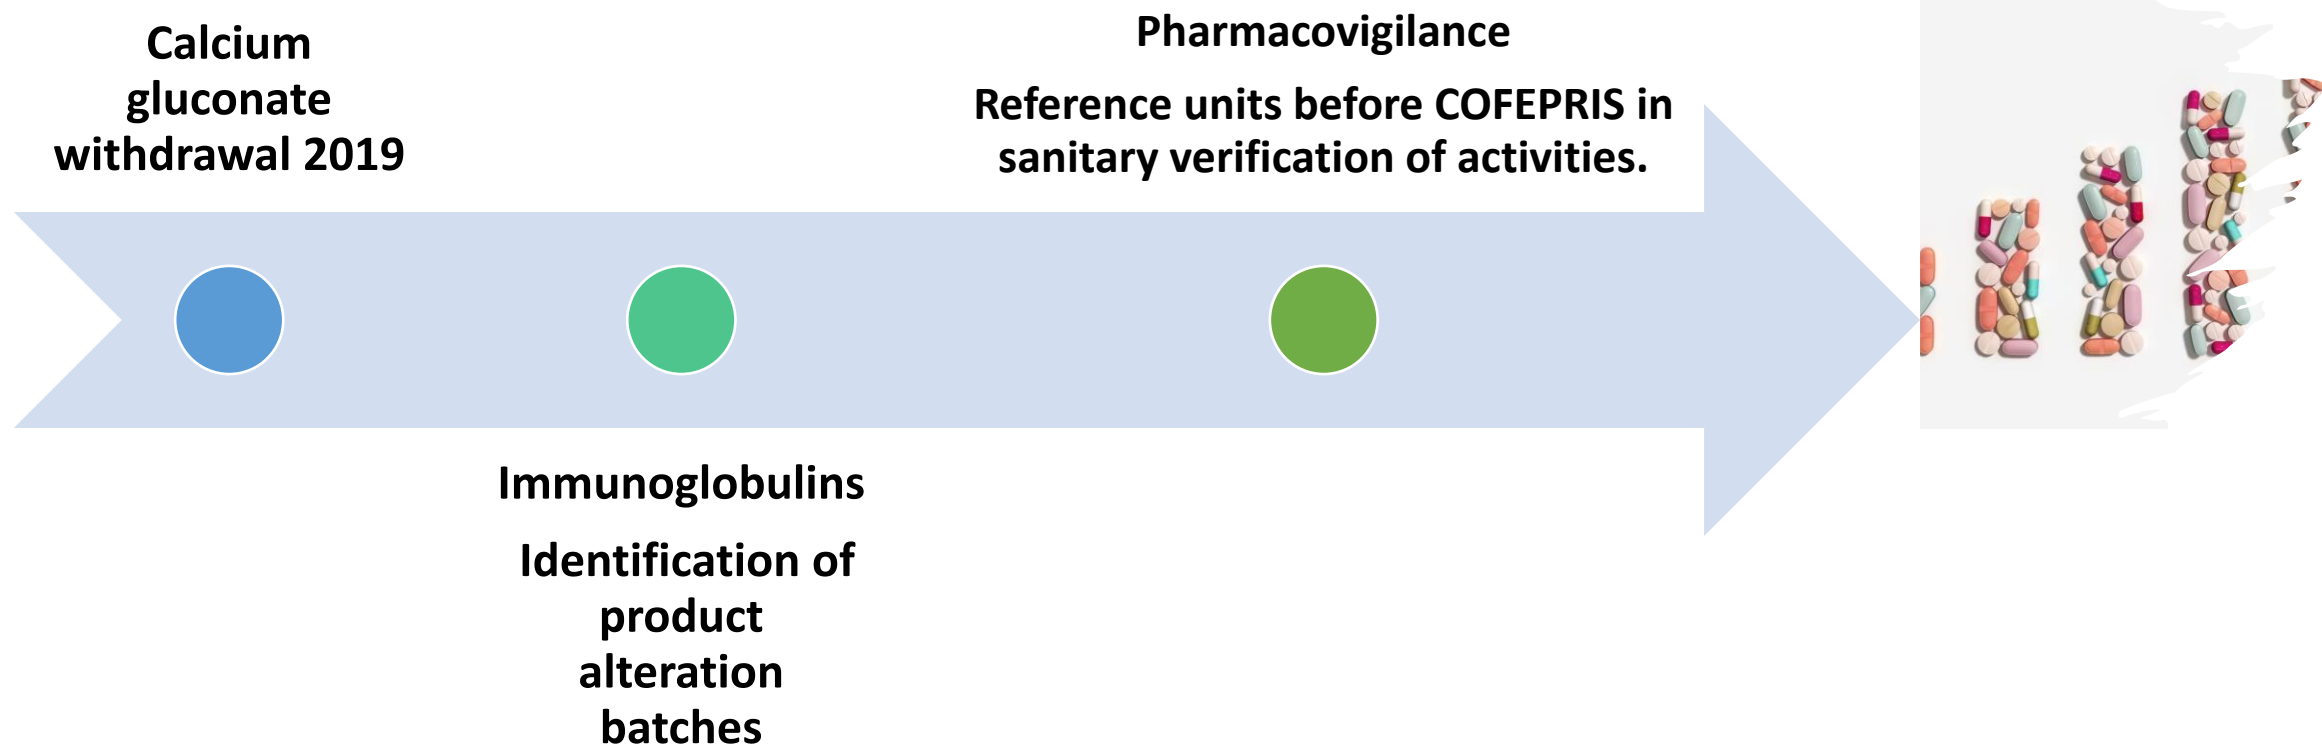 Calcium
gluconate
withdrawal 2019
Pharmacovigilance
Reference units before COFEPRIS in
sanitary verification of activities.
Immunoglobulins
Identification of
product
alteration
batches